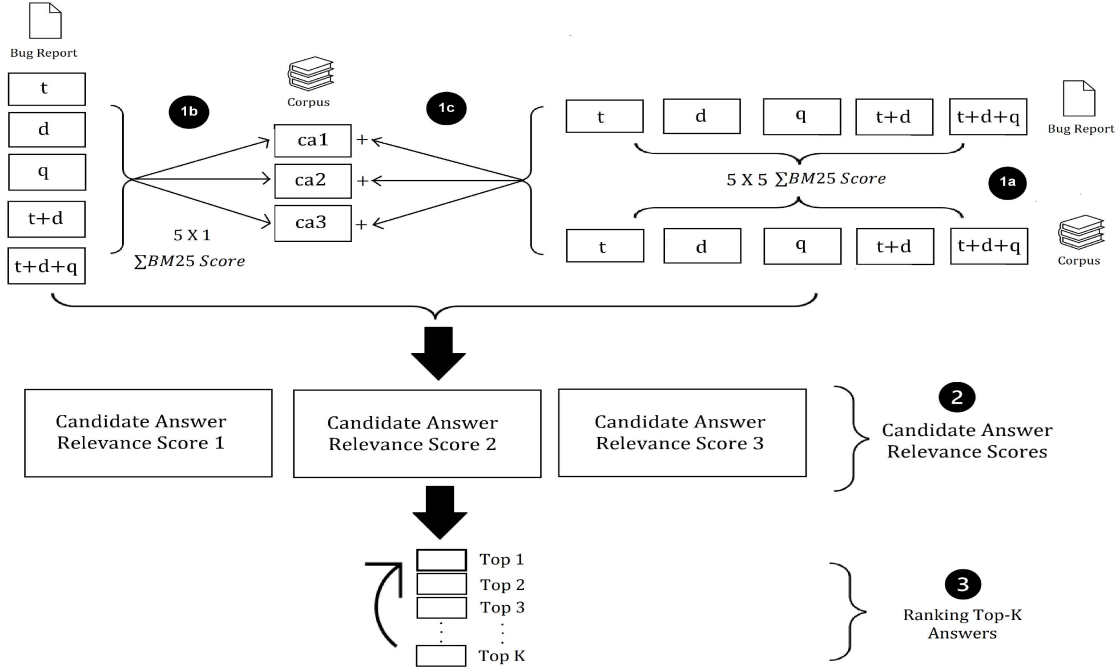 Bug Report
t
d
q
t+d
t+d+q
1b
5 X 1
∑BM25 Score
Corpus
ca1 +
ca2 +
ca3 +
1c
t d q t+d t+d+q
Bug Report
5 X 5 ∑BM25 Score
1a
t d q t+d t+d+q
Corpus
Candidate Answer
Relevance Score 1
Candidate Answer
Relevance Score 2
Candidate Answer
Relevance Score 3
2
Candidate Answer
Relevance Scores
Top 1
Top 2
Top 3
Top K
3
Ranking Top-K
Answers